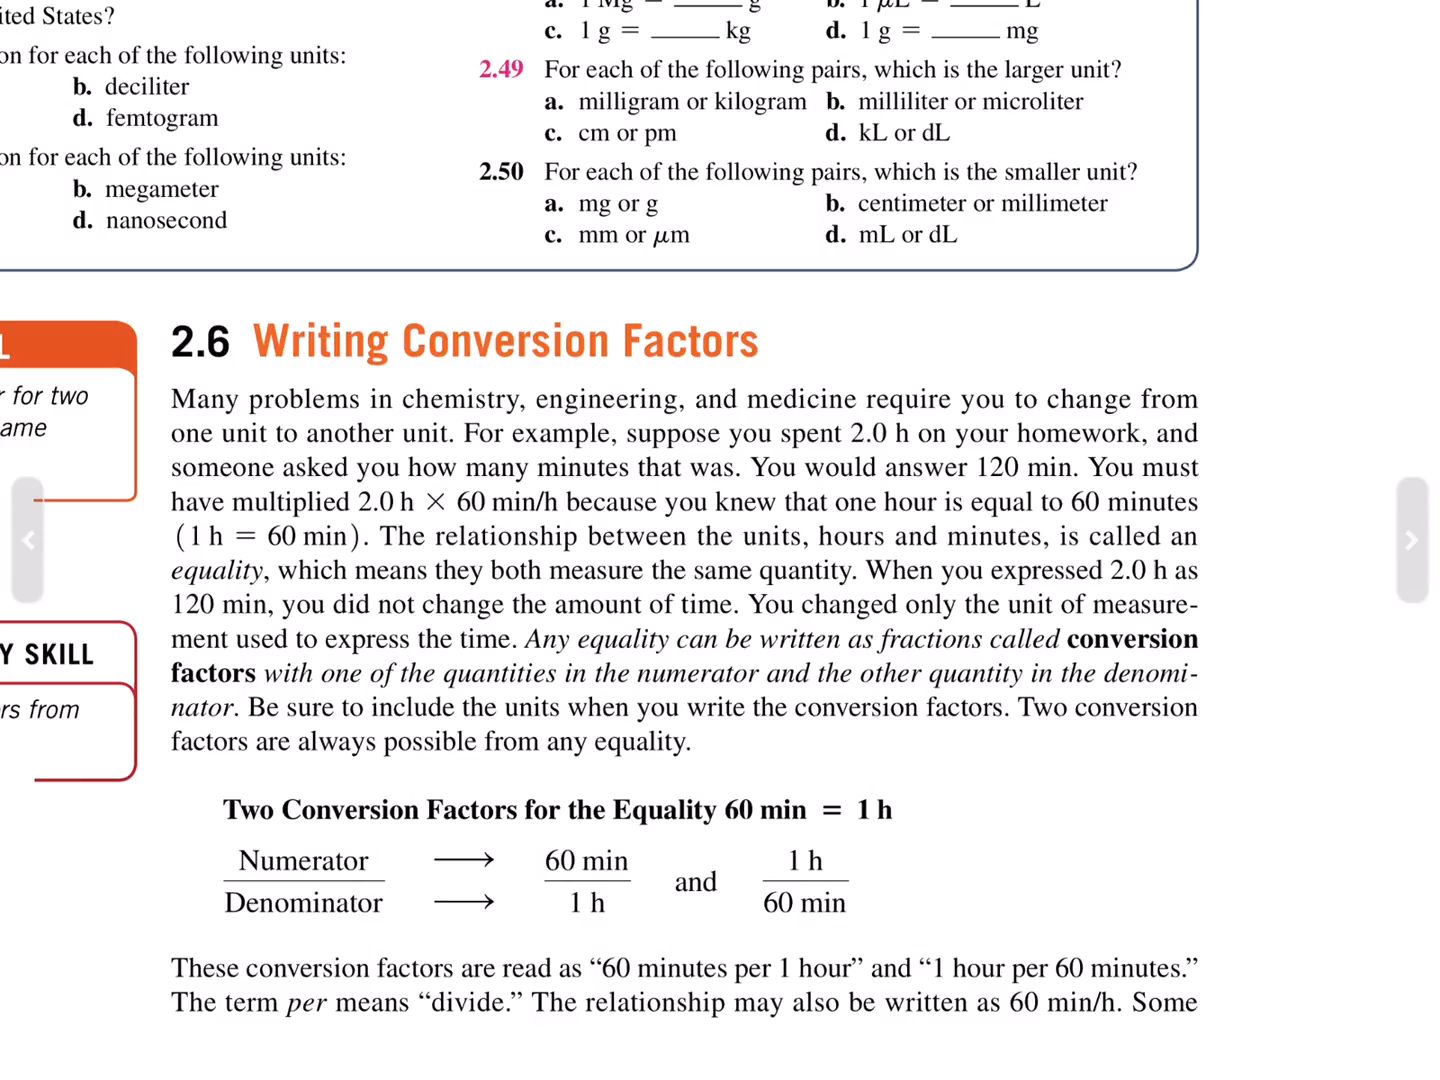 ited States?
on for each of the following units:
b. deciliter
d. femtogram
on for each of the following units:
b. megameter
d. nanosecond
a. 1 Mg = ______ g b. 1 μL = ______ L
c. 1 g = ______ kg d. 1 g = ______ mg
2.49 For each of the following pairs, which is the larger unit?
a. milligram or kilogram b. milliliter or microliter
c. cm or pm d. kL or dL
2.50 For each of the following pairs, which is the smaller unit?
a. mg or g b. centimeter or millimeter
c. mm or μm d. mL or dL
L
r for two
ame
Y SKILL
rs from
2.6 Writing Conversion Factors
Many problems in chemistry, engineering, and medicine require you to change from
one unit to another unit. For example, suppose you spent 2.0 h on your homework, and
someone asked you how many minutes that was. You would answer 120 min. You must
have multiplied 2.0 h × 60 min/h because you knew that one hour is equal to 60 minutes
(1 h = 60 min). The relationship between the units, hours and minutes, is called an
equality, which means they both measure the same quantity. When you expressed 2.0 h as
120 min, you did not change the amount of time. You changed only the unit of measure-
ment used to express the time. Any equality can be written as fractions called conversion
factors with one of the quantities in the numerator and the other quantity in the denomi-
nator. Be sure to include the units when you write the conversion factors. Two conversion
factors are always possible from any equality.
Two Conversion Factors for the Equality 60 min = 1 h
Numerator → 60 min and 1 h
Denominator → 1 h 60 min
These conversion factors are read as “60 minutes per 1 hour” and “1 hour per 60 minutes.”
The term per means “divide.” The relationship may also be written as 60 min/h. Some